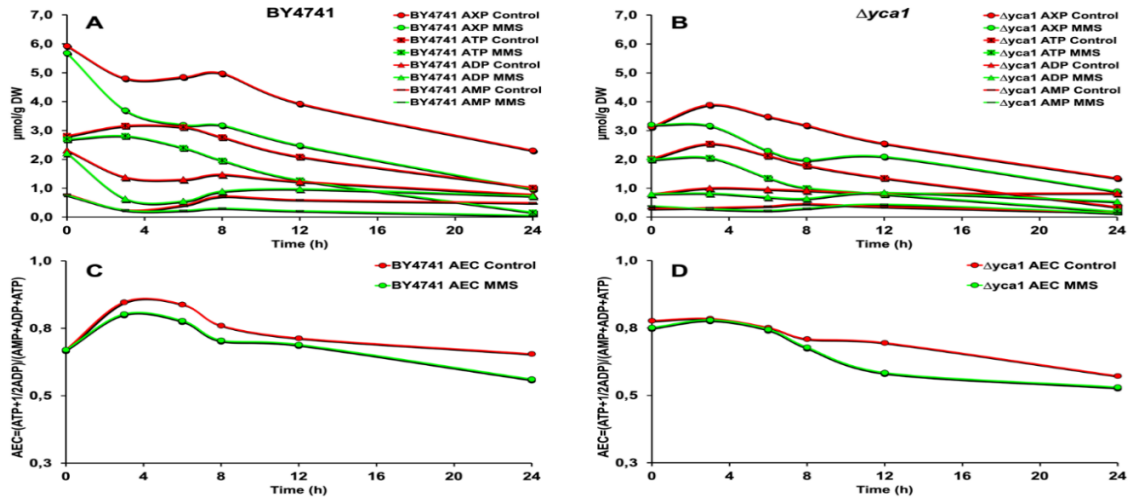 BY4741
Δyca1
A
7,0
6,0
5,0
4,0
3,0
2,0
1,0
0,0
µmol/g DW
0 4 8 12 16 20 24
Time (h)
BY4741 AXP Control
BY4741 AXP MMS
BY4741 ATP Control
BY4741 ATP MMS
BY4741 ADP Control
BY4741 ADP MMS
BY4741 AMP Control
BY4741 AMP MMS
B
7,0
6,0
5,0
4,0
3,0
2,0
1,0
0,0
µmol/g DW
0 4 8 12 16 20 24
Time (h)
Δyca1 AXP Control
Δyca1 AXP MMS
Δyca1 ATP Control
Δyca1 ATP MMS
Δyca1 ADP Control
Δyca1 ADP MMS
Δyca1 AMP Control
Δyca1 AMP MMS
C
1,0
0,8
0,5
0,3
AEC=(ATP+1/2ADP)/(AMP+ADP+ATP)
0 4 8 12 16 20 24
Time (h)
BY4741 AEC Control
BY4741 AEC MMS
D
1,0
0,8
0,5
0,3
AEC=(ATP+1/2ADP)/(AMP+ADP+ATP)
0 4 8 12 16 20 24
Time (h)
Δyca1 AEC Control
Δyca1 AEC MMS